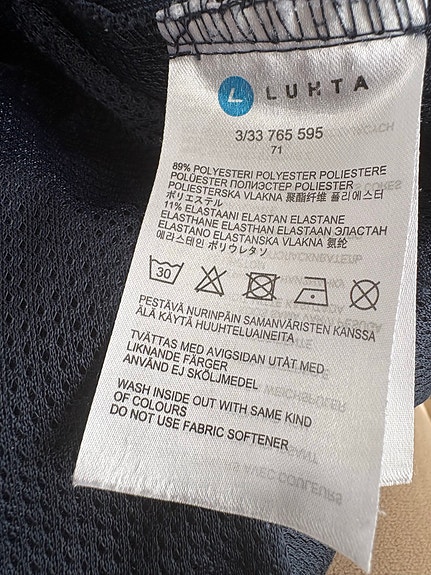 L LUHTA
3/33 765 595
71
89% POLYESTERI POLYESTER POLIESTERE
POLÜESTER ПОЛИЭСТЕР POLIESTER
POLIESTERSKA VLAKNA 聚酯纤维 폴리에스터
ポリエステル
11% ELASTAANI ELASTAN ELASTANE
ELASTHANE ELASTHAN ELASTAAN ЭЛАСТАН
ELASTANO ELASTANSKA VLAKNA 氨纶
에라스테인 ポリウレタソ
30
PESTÄVÄ NURINPÄIN SAMANVÄRISTEN KANSSA
ÄLÄ KÄYTÄ HUUHTELUAINEITA
TVÄTTAS MED AVIGSIDAN UTÅT MED
LIKNANDE FÄRGER
ANVÄND EJ SKÖLJMEDEL
WASH INSIDE OUT WITH SAME KIND
OF COLOURS
DO NOT USE FABRIC SOFTENER